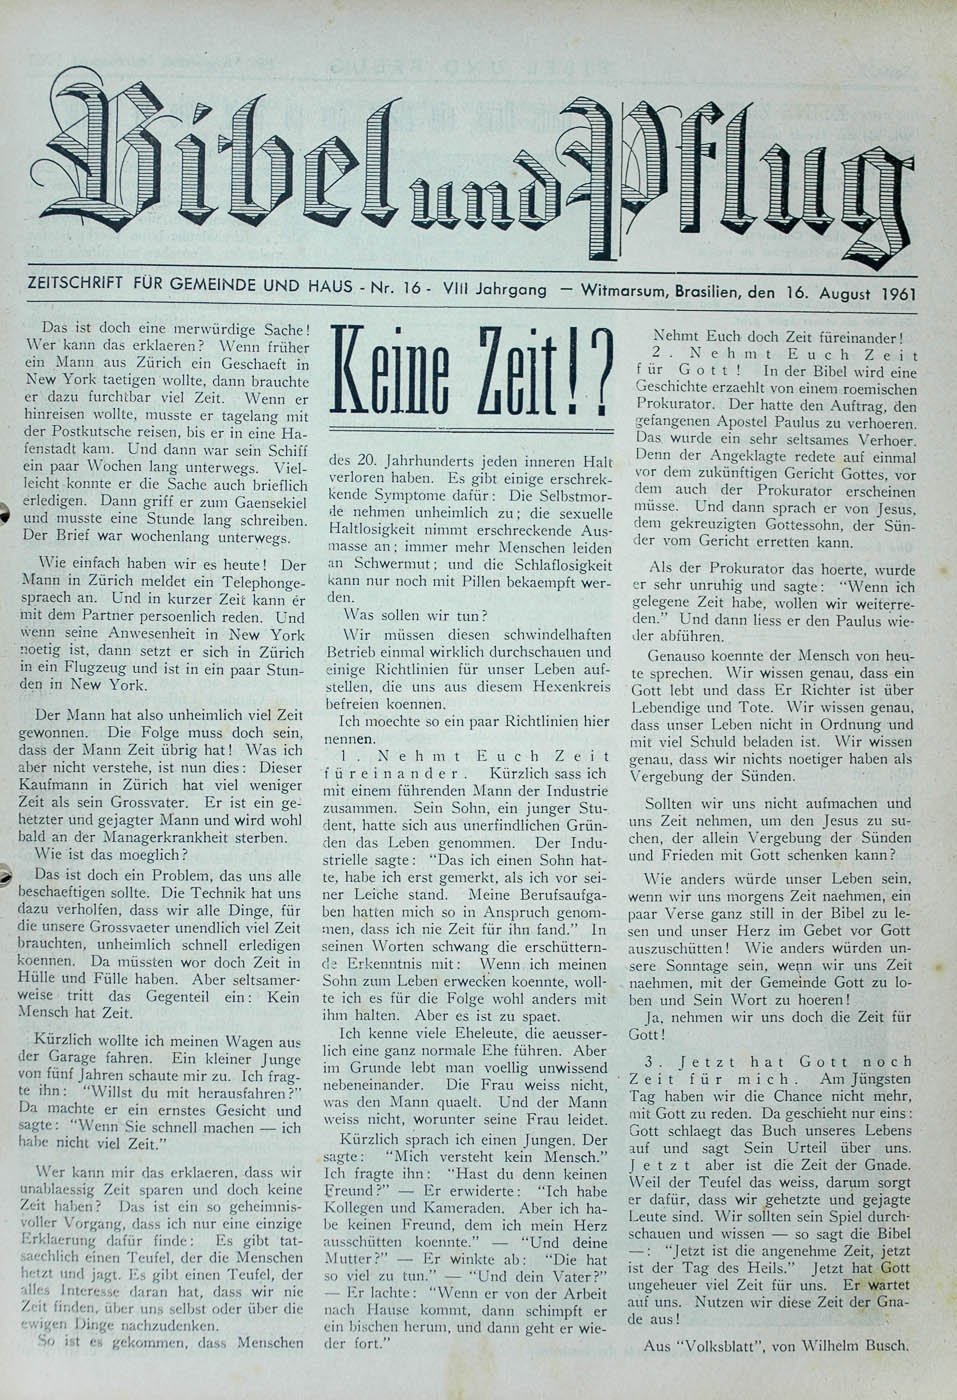 Bibel und Pflug
ZEITSCHRIFT FÜR GEMEINDE UND HAUS - Nr. 16 - VIII Jahrgang — Witmarsum, Brasilien, den 16. August 1961
Das ist doch eine merwürdige Sache!
Wer kann das erklaeren? Wenn früher
ein Mann aus Zürich ein Geschaeft in
New York taetigen wollte, dann brauchte
er dazu furchtbar viel Zeit. Wenn er
hinreisen wollte, musste er tagelang mit
der Postkutsche reisen, bis er in eine Ha-
fenstadt kam. Und dann war sein Schiff
ein paar Wochen lang unterwegs. Viel-
leicht konnte er die Sache auch brieflich
erledigen. Dann griff er zum Gaensekiel
und musste eine Stunde lang schreiben.
Der Brief war wochenlang unterwegs.
Wie einfach haben wir es heute! Der
Mann in Zürich meldet ein Telephonge-
spraech an. Und in kurzer Zeit kann er
mit dem Partner persoenlich reden. Und
wenn seine Anwesenheit in New York
noetig ist, dann setzt er sich in Zürich
in ein Flugzeug und ist in ein paar Stun-
den in New York.
Der Mann hat also unheimlich viel Zeit
gewonnen. Die Folge muss doch sein,
dass der Mann Zeit übrig hat! Was ich
aber nicht verstehe, ist nun dies: Dieser
Kaufmann in Zürich hat viel weniger
Zeit als sein Grossvater. Er ist ein ge-
hetzter und gejagter Mann und wird wohl
bald an der Managerkrankheit sterben.
Wie ist das moeglich?
Das ist doch ein Problem, das uns alle
beschaeftigen sollte. Die Technik hat uns
dazu verholfen, dass wir alle Dinge, für
die unsere Grossvaeter unendlich viel Zeit
brauchten, unheimlich schnell erledigen
koennen. Da müssten wor doch Zeit in
Hülle und Fülle haben. Aber seltsamer-
weise tritt das Gegenteil ein: Kein
Mensch hat Zeit.
Kürzlich wollte ich meinen Wagen aus
der Garage fahren. Ein kleiner Junge
von fünf Jahren schaute mir zu. Ich frag-
te ihn: "Willst du mit herausfahren?"
Da machte er ein ernstes Gesicht und
sagte: "Wenn Sie schnell machen — ich
habe nicht viel Zeit."
Wer kann mir das erklaeren, dass wir
unablaessig Zeit sparen und doch keine
Zeit haben? Das ist ein so geheimnis-
voller Vorgang, dass ich nur eine einzige
Erklaerung dafür finde: Es gibt tat-
saechlich einen Teufel, der die Menschen
hetzt und jagt. Es gibt einen Teufel, der
alles Interesse daran hat, dass wir nie
Zeit finden, über uns selbst oder über die
ewigen Dinge nachzudenken.
So ist es gekommen, dass Menschen
Keine Zeit!?
des 20. Jahrhunderts jeden inneren Halt
verloren haben. Es gibt einige erschrek-
kende Symptome dafür: Die Selbstmor-
de nehmen unheimlich zu; die sexuelle
Haltlosigkeit nimmt erschreckende Aus-
masse an; immer mehr Menschen leiden
an Schwermut; und die Schlaflosigkeit
kann nur noch mit Pillen bekaempft wer-
den.
Was sollen wir tun?
Wir müssen diesen schwindelhaften
Betrieb einmal wirklich durchschauen und
einige Richtlinien für unser Leben auf-
stellen, die uns aus diesem Hexenkreis
befreien koennen.
Ich moechte so ein paar Richtlinien hier
nennen.
1. Nehmt Euch Zeit
füreinander. Kürzlich sass ich
mit einem führenden Mann der Industrie
zusammen. Sein Sohn, ein junger Stu-
dent, hatte sich aus unerfindlichen Grün-
den das Leben genommen. Der Indu-
strielle sagte: "Das ich einen Sohn hat-
te, habe ich erst gemerkt, als ich vor sei-
ner Leiche stand. Meine Berufsaufga-
ben hatten mich so in Anspruch genom-
men, dass ich nie Zeit für ihn fand." In
seinen Worten schwang die erschüttern-
de Erkenntnis mit: Wenn ich meinen
Sohn zum Leben erwecken koennte, woll-
te ich es für die Folge wohl anders mit
ihm halten. Aber es ist zu spaet.
Ich kenne viele Eheleute, die aeusser-
lich eine ganz normale Ehe führen. Aber
im Grunde lebt man voellig unwissend
nebeneinander. Die Frau weiss nicht,
was den Mann quaelt. Und der Mann
weiss nicht, worunter seine Frau leidet.
Kürzlich sprach ich einen Jungen. Der
sagte: "Mich versteht kein Mensch."
Ich fragte ihn: "Hast du denn keinen
Freund?" — Er erwiderte: "Ich habe
Kollegen und Kameraden. Aber ich ha-
be keinen Freund, dem ich mein Herz
ausschütten koennte." — "Und deine
Mutter?" — Er winkte ab: "Die hat
so viel zu tun." — "Und dein Vater?"
— Er lachte: "Wenn er von der Arbeit
nach Hause kommt, dann schimpft er
ein bischen herum, und dann geht er wie-
der fort."
Nehmt Euch doch Zeit füreinander!
2. Nehmt Euch Zeit
für Gott! In der Bibel wird eine
Geschichte erzaehlt von einem roemischen
Prokurator. Der hatte den Auftrag, den
gefangenen Apostel Paulus zu verhoeren.
Das wurde ein sehr seltsames Verhoer.
Denn der Angeklagte redete auf einmal
vor dem zukünftigen Gericht Gottes, vor
dem auch der Prokurator erscheinen
müsse. Und dann sprach er von Jesus,
dem gekreuzigten Gottessohn, der Sün-
der vom Gericht erretten kann.
Als der Prokurator das hoerte, wurde
er sehr unruhig und sagte: "Wenn ich
gelegene Zeit habe, wollen wir weiterre-
den." Und dann liess er den Paulus wie-
der abführen.
Genauso koennte der Mensch von heu-
te sprechen. Wir wissen genau, dass ein
Gott lebt und dass Er Richter ist über
Lebendige und Tote. Wir wissen genau,
dass unser Leben nicht in Ordnung und
mit viel Schuld beladen ist. Wir wissen
genau, dass wir nichts noetiger haben als
Vergebung der Sünden.
Sollten wir uns nicht aufmachen und
uns Zeit nehmen, um den Jesus zu su-
chen, der allein Vergebung der Sünden
und Frieden mit Gott schenken kann?
Wie anders würde unser Leben sein,
wenn wir uns morgens Zeit naehmen, ein
paar Verse ganz still in der Bibel zu le-
sen und unser Herz im Gebet vor Gott
auszuschütten! Wie anders würden un-
sere Sonntage sein, wenn wir uns Zeit
naehmen, mit der Gemeinde Gott zu lo-
ben und Sein Wort zu hoeren!
Ja, nehmen wir uns doch die Zeit für
Gott!
3. Jetzt hat Gott noch
Zeit für mich. Am Jüngsten
Tag haben wir die Chance nicht mehr,
mit Gott zu reden. Da geschieht nur eins:
Gott schlaegt das Buch unseres Lebens
auf und sagt Sein Urteil über uns.
Jetzt aber ist die Zeit der Gnade.
Weil der Teufel das weiss, darum sorgt
er dafür, dass wir gehetzte und gejagte
Leute sind. Wir sollten sein Spiel durch-
schauen und wissen — so sagt die Bibel
—: "Jetzt ist die angenehme Zeit, jetzt
ist der Tag des Heils." Jetzt hat Gott
ungeheuer viel Zeit für uns. Er wartet
auf uns. Nutzen wir diese Zeit der Gna-
de aus!
Aus "Volksblatt", von Wilhelm Busch.